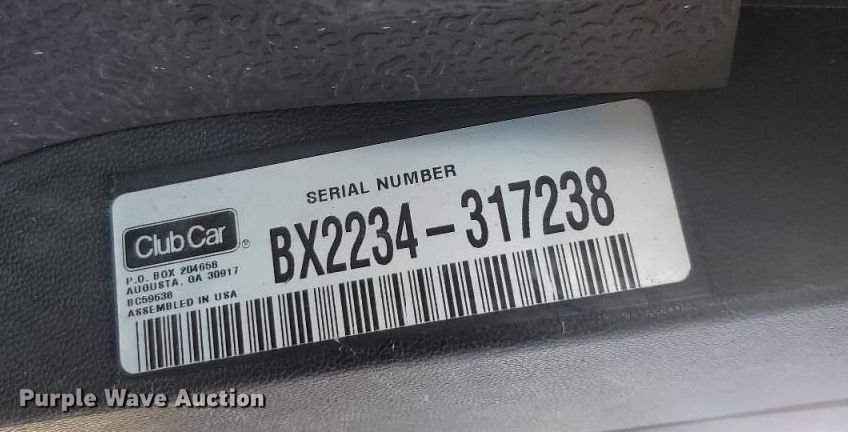 SERIAL NUMBER
Club Car®
BX2234-317238
P.O. BOX 204658
AUGUSTA, GA 30917
BC59638
ASSEMBLED IN USA
Purple Wave Auction